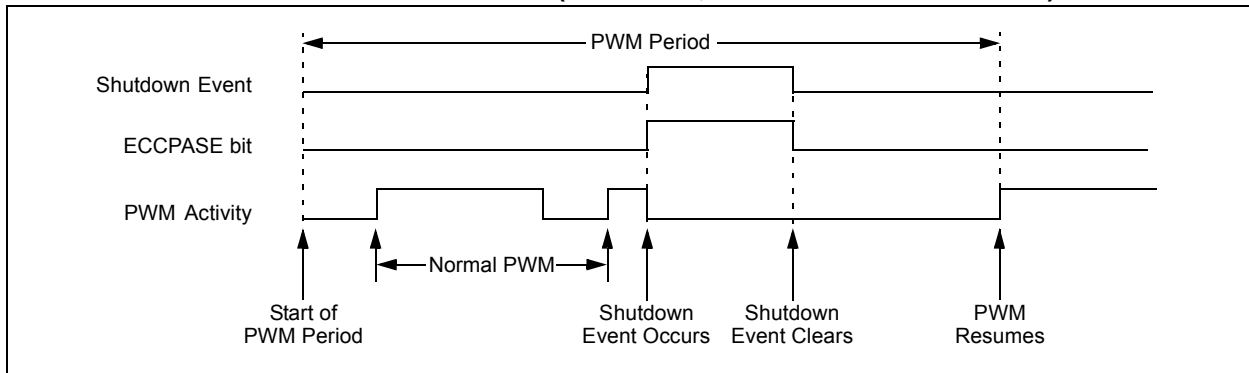 PWM Period
Shutdown Event
ECCPASE bit
PWM Activity
Normal PWM
Start of
PWM Period
Shutdown
Event Occurs
Shutdown
Event Clears
PWM
Resumes